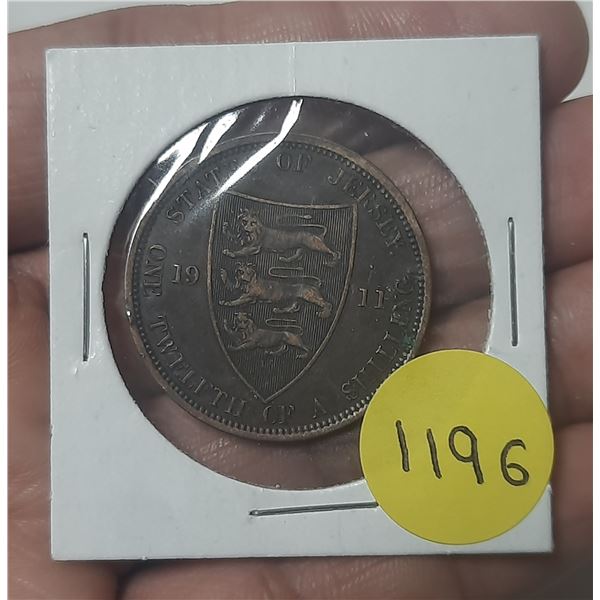 STATES OF JERSEY.
19 11
ONE TWELFTH OF A SHILLING
1196